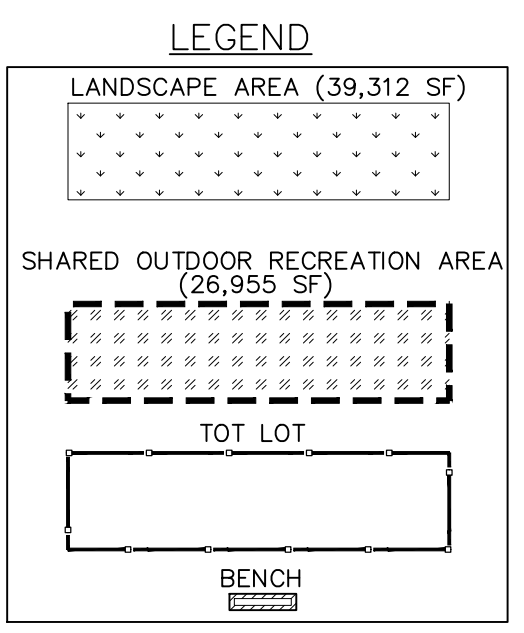 LEGEND
LANDSCAPE AREA (39,312 SF)
SHARED OUTDOOR RECREATION AREA
(26,955 SF)
TOT LOT
BENCH